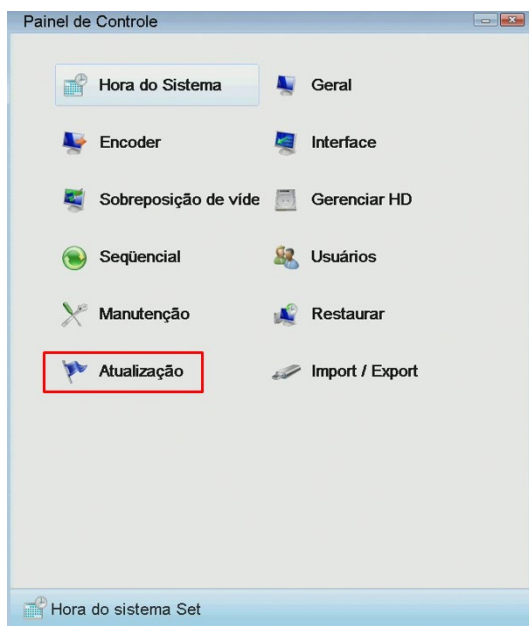 Painel de Controle
Hora do Sistema
Geral
Encoder
Interface
Sobreposição de víde
Gerenciar HD
Seqüencial
Usuários
Manutenção
Restaurar
Atualização
Import / Export
Hora do sistema Set